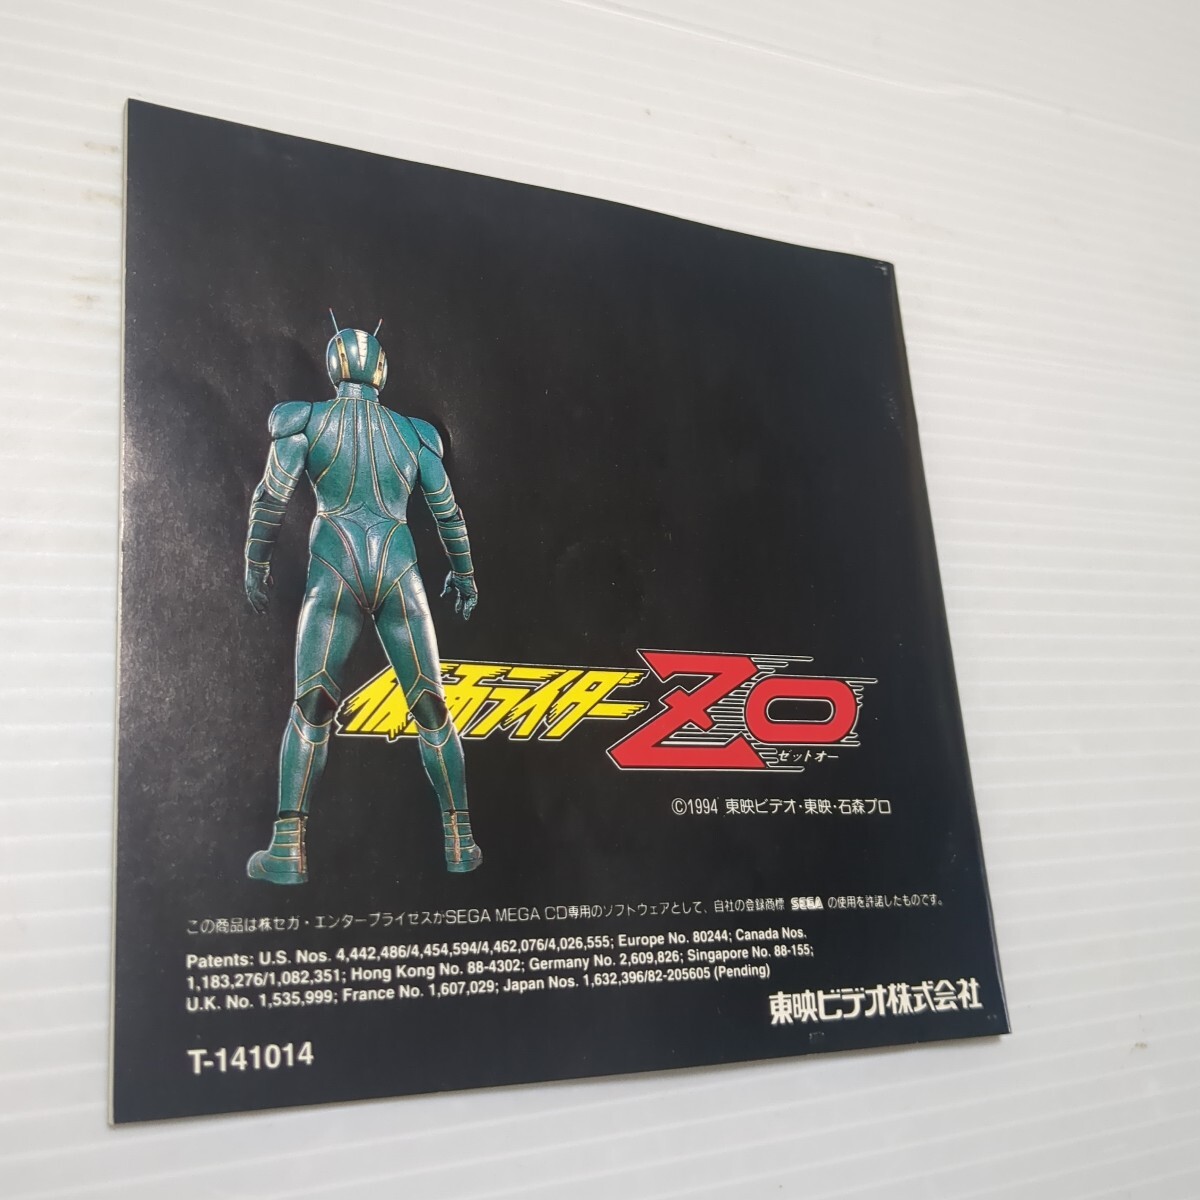 仮面ライダーZO
ゼットオー
©1994 東映ビデオ・東映・石森プロ
この商品は株セガ・エンタープライゼスがSEGA MEGA CD専用のソフトウェアとして、自社の登録商標 SEGA の使用を許諾したものです。
Patents: U.S. Nos. 4,442,486/4,454,594/4,462,076/4,026,555; Europe No. 80244; Canada Nos.
1,183,276/1,082,351; Hong Kong No. 88-4302; Germany No. 2,609,826; Singapore No. 88-155;
U.K. No. 1,535,999; France No. 1,607,029; Japan Nos. 1,632,396/82-205605 (Pending)
東映ビデオ株式会社
T-141014